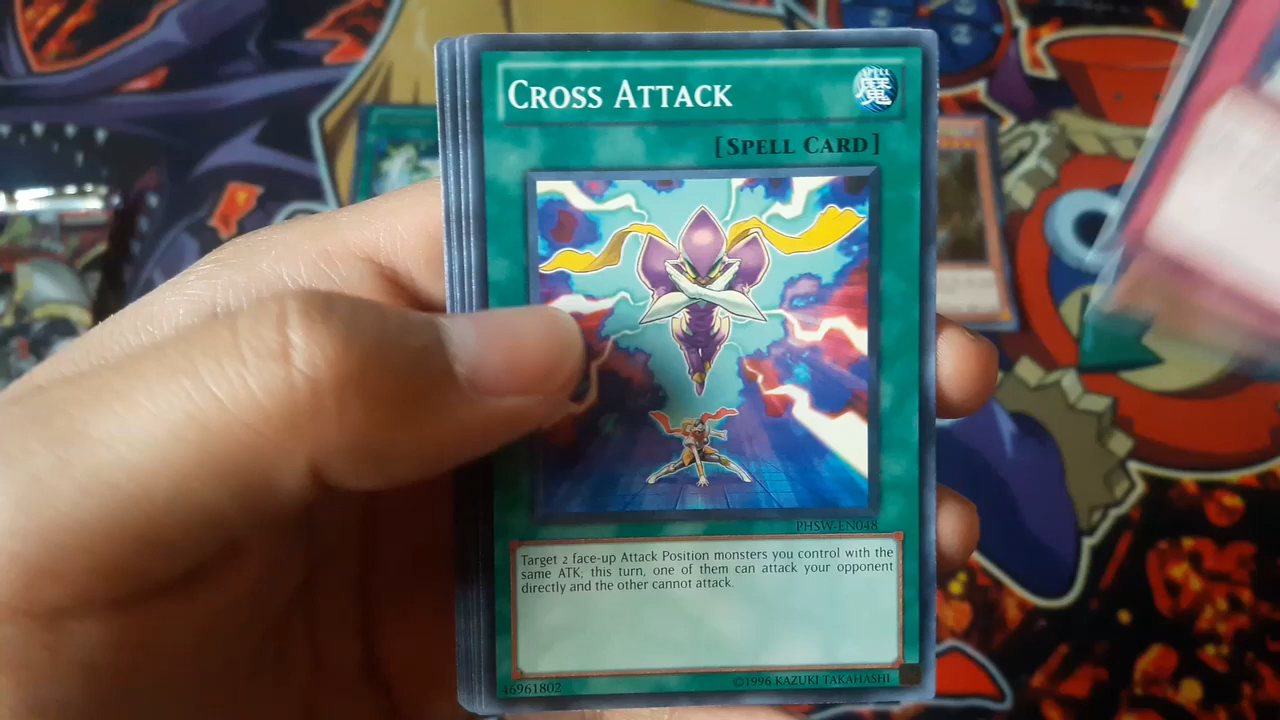 CROSS ATTACK
SPELL
魔
[SPELL CARD]
PHSW-EN048
Target 2 face-up Attack Position monsters you control with the
same ATK; this turn, one of them can attack your opponent
directly and the other cannot attack.
46961802
©1996 KAZUKI TAKAHASHI